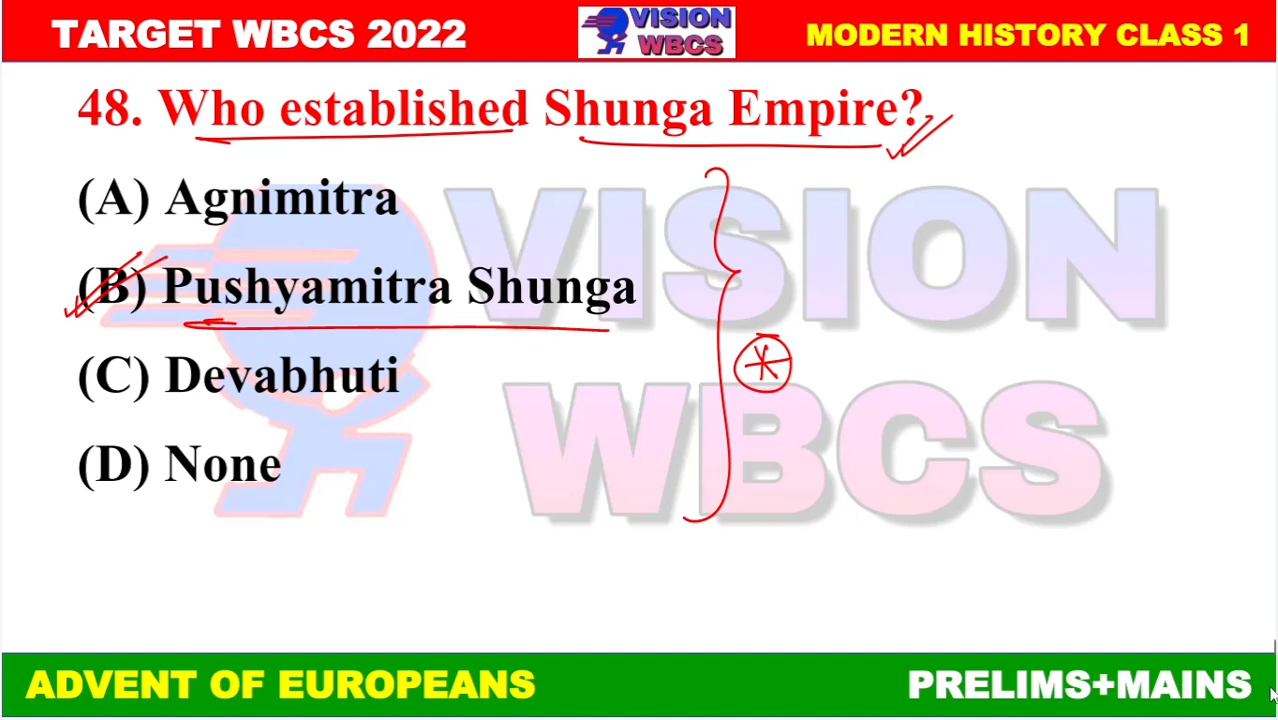 TARGET WBCS 2022
VISION
WBCS
MODERN HISTORY CLASS 1
48. Who established Shunga Empire?
(A) Agnimitra
(B) Pushyamitra Shunga
(C) Devabhuti
(D) None
VISION
WBCS
ADVENT OF EUROPEANS
PRELIMS+MAINS